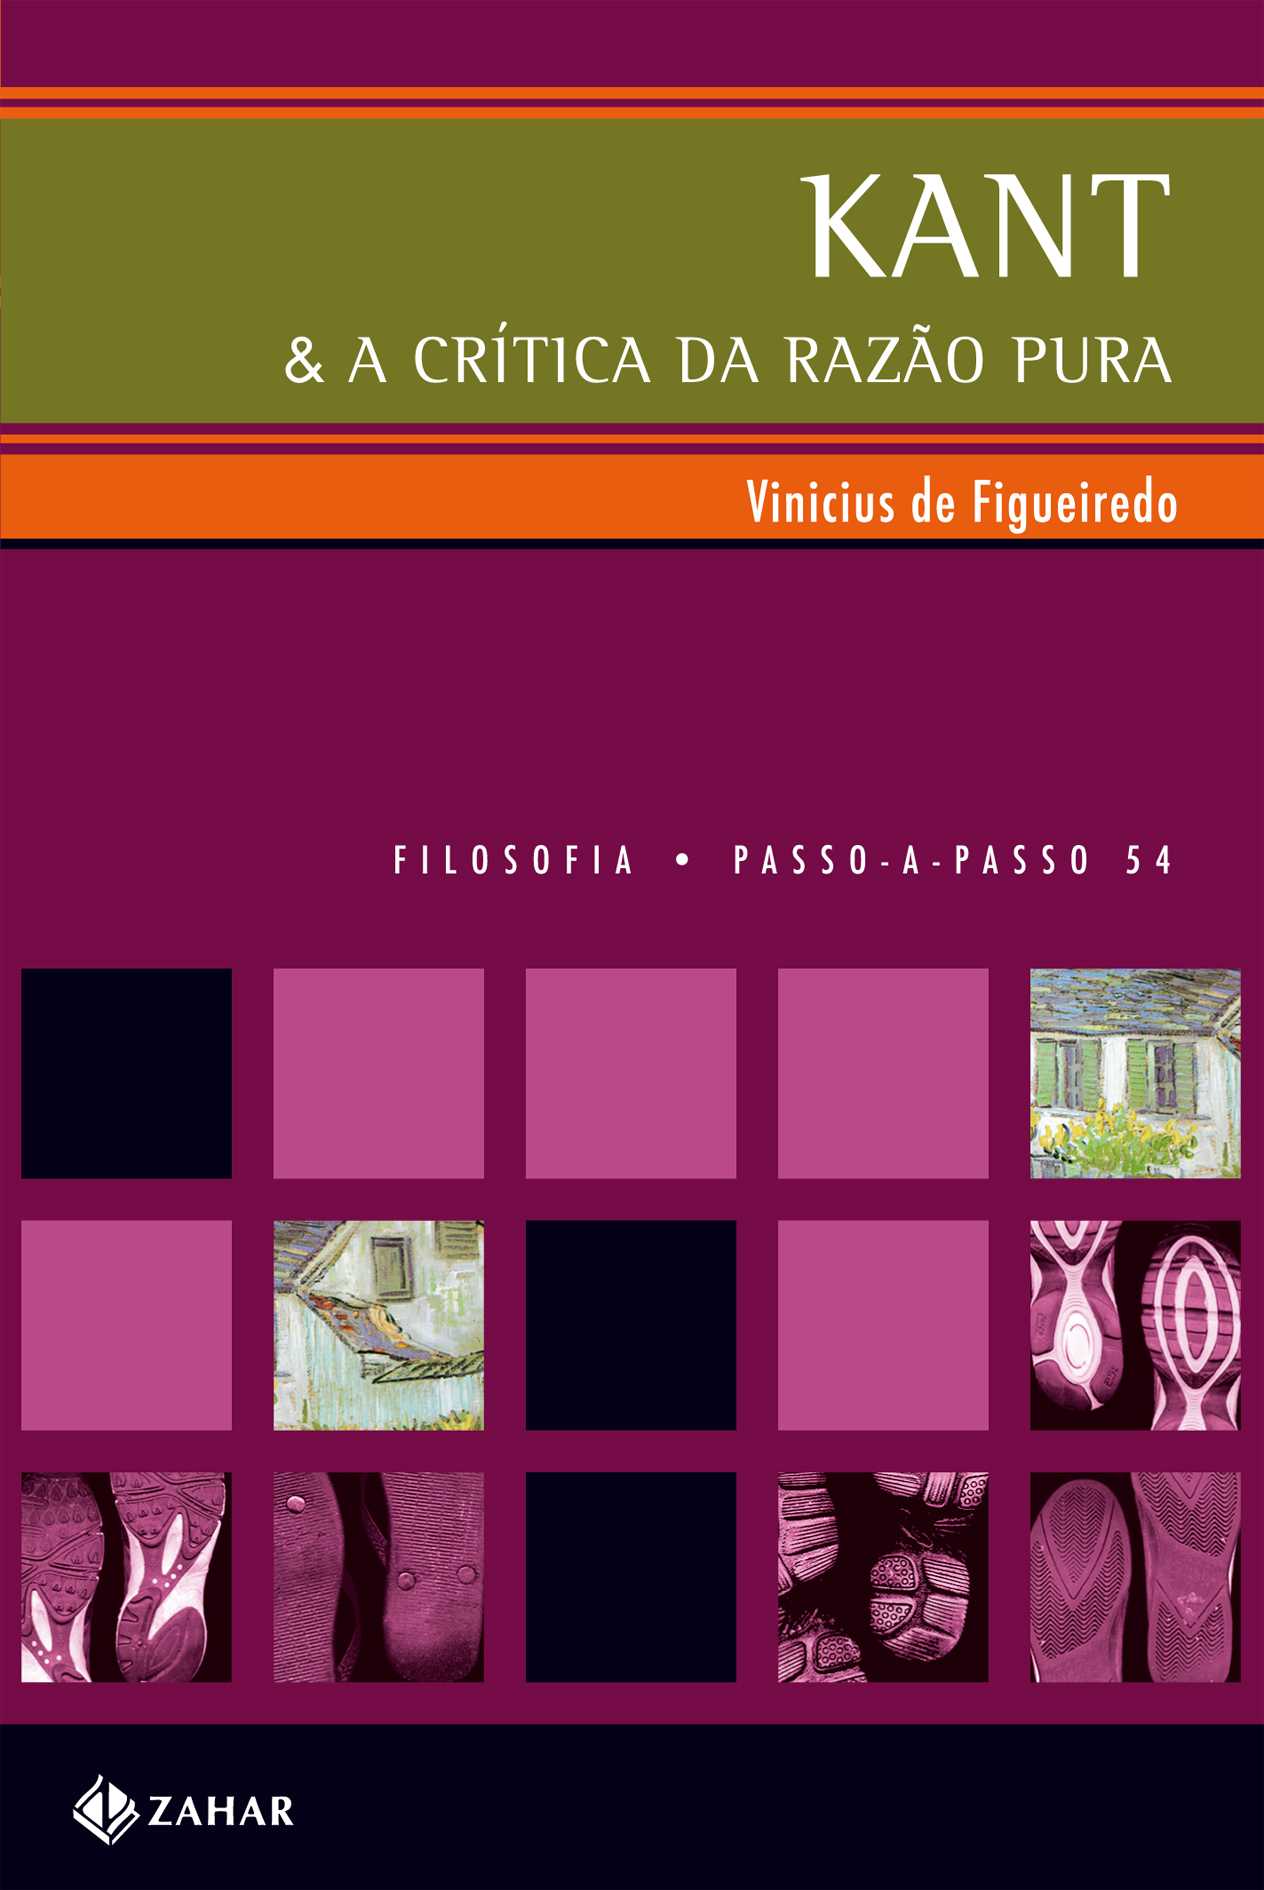 KANT
& A CRÍTICA DA RAZÃO PURA
Vinicius de Figueiredo
FILOSOFIA • PASSO-A-PASSO 54
ZAHAR